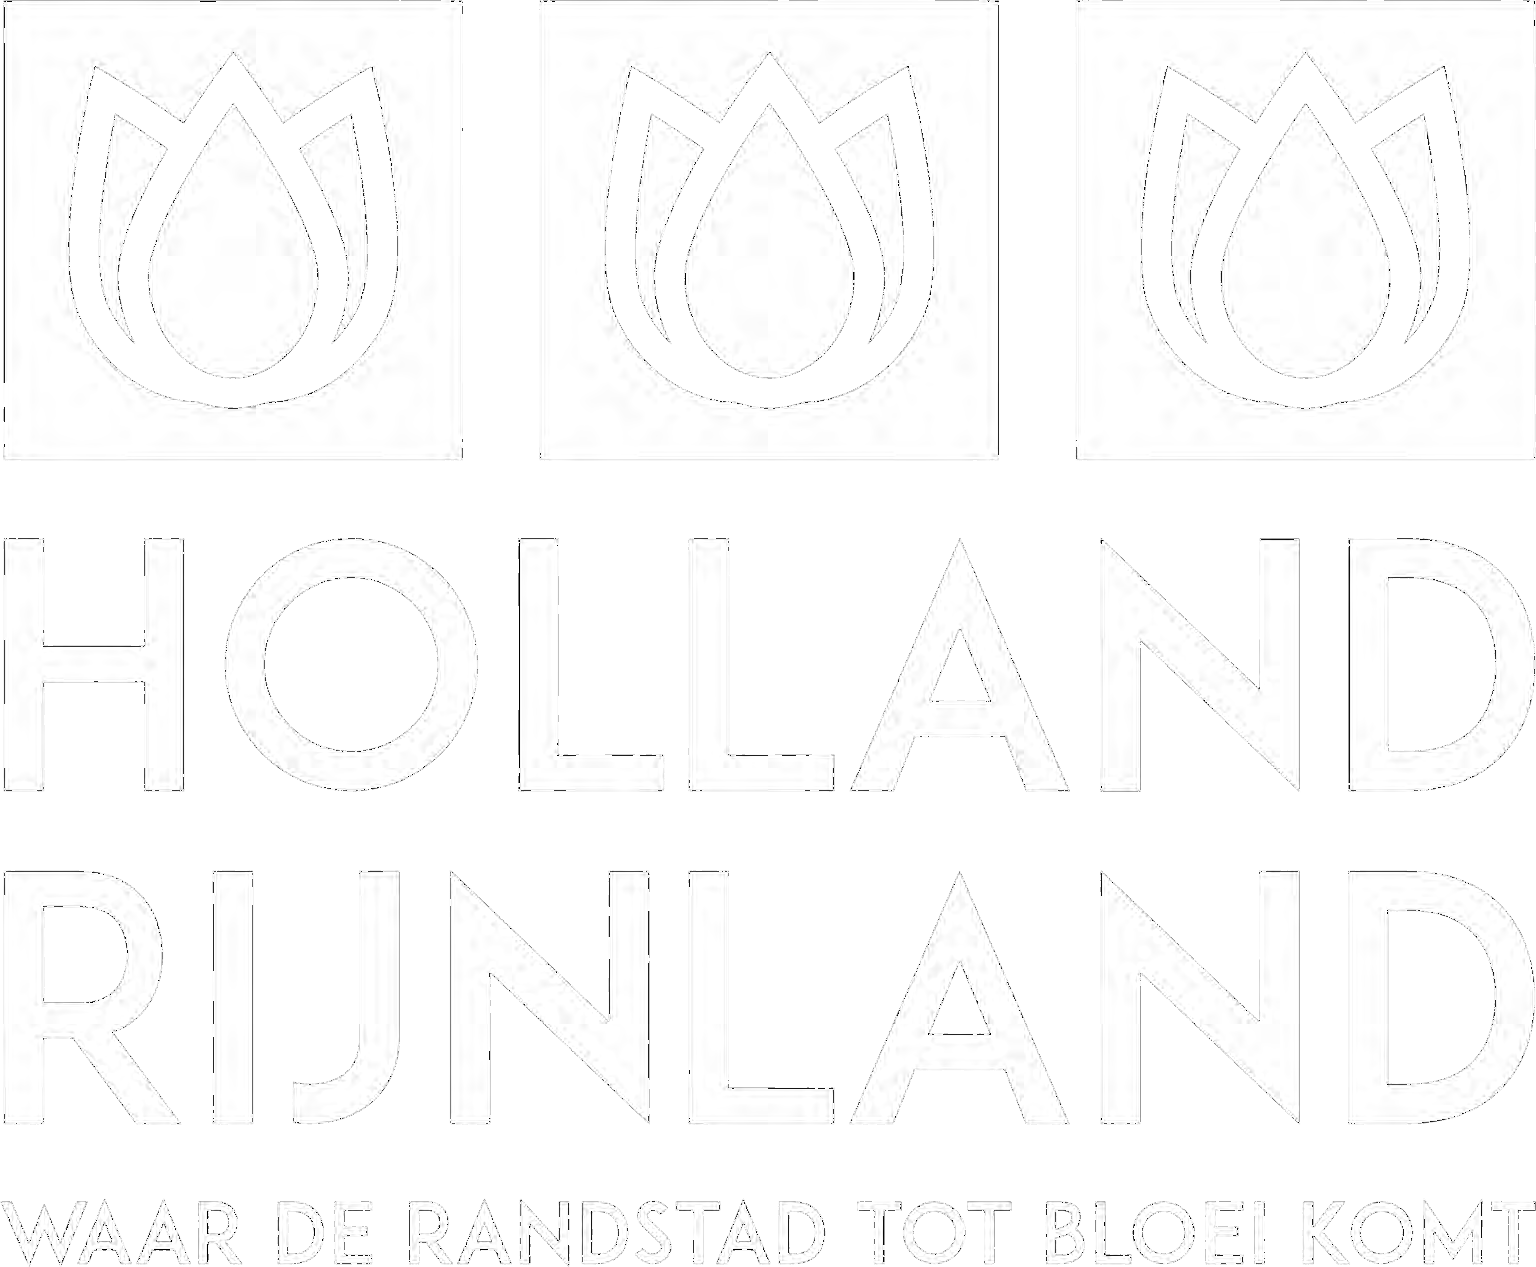 HOLLAND
RIJNLAND
WAAR DE RANDSTAD TOT BLOEI KOMT